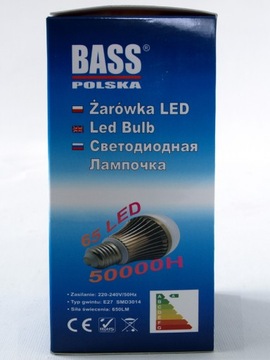 BASS®
POLSKA
Żarówka LED
Led Bulb
Светодиодная
Лампочка
65 LED
50000H
Zasilanie: 220-240V/50Hz
Typ gwintu: E27 SMD3014
Siła świecenia: 650LM